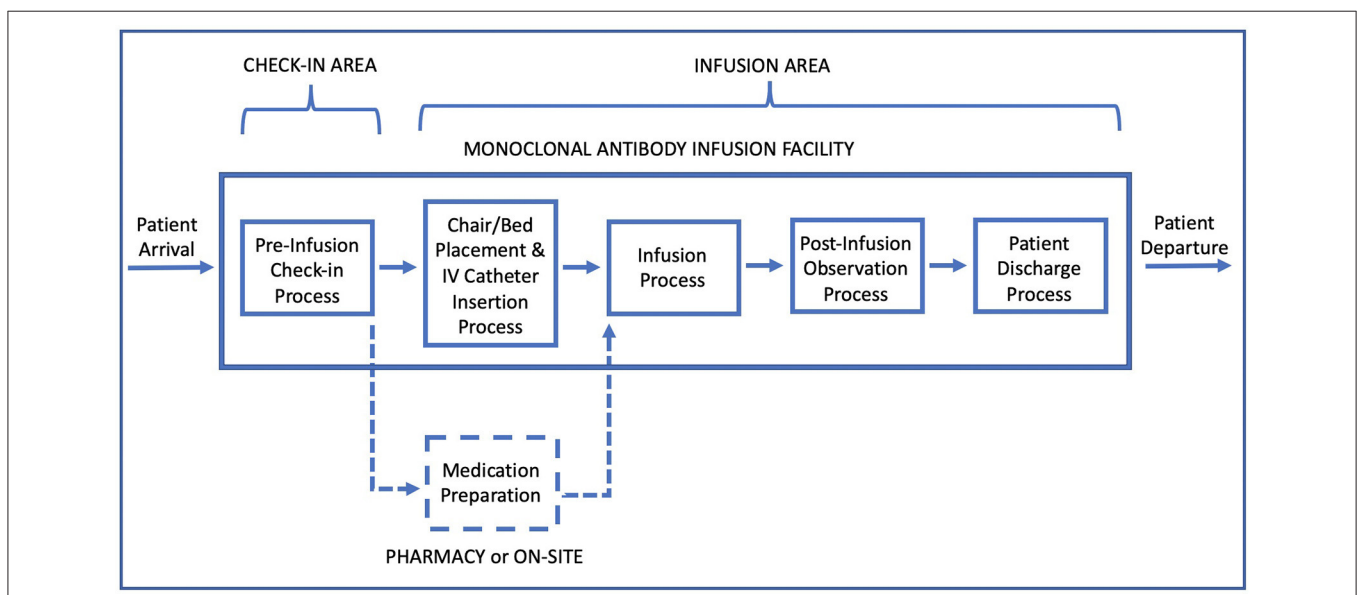 CHECK-IN AREA
INFUSION AREA
MONOCLONAL ANTIBODY INFUSION FACILITY
Patient
Arrival
Pre-Infusion
Check-in
Process
Chair/Bed
Placement &
IV Catheter
Insertion
Process
Infusion
Process
Post-Infusion
Observation
Process
Patient
Discharge
Process
Patient
Departure
Medication
Preparation
PHARMACY or ON-SITE